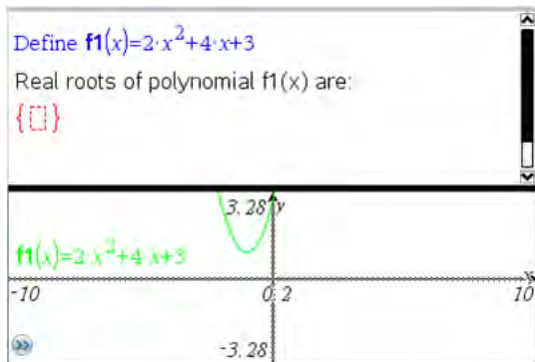 Define f1(x)=2·x²+4·x+3
Real roots of polynomial f1(x) are:
{▯}
3.28 y
f1(x)=2·x²+4·x+3
x
-10 0.2 10
-3.28